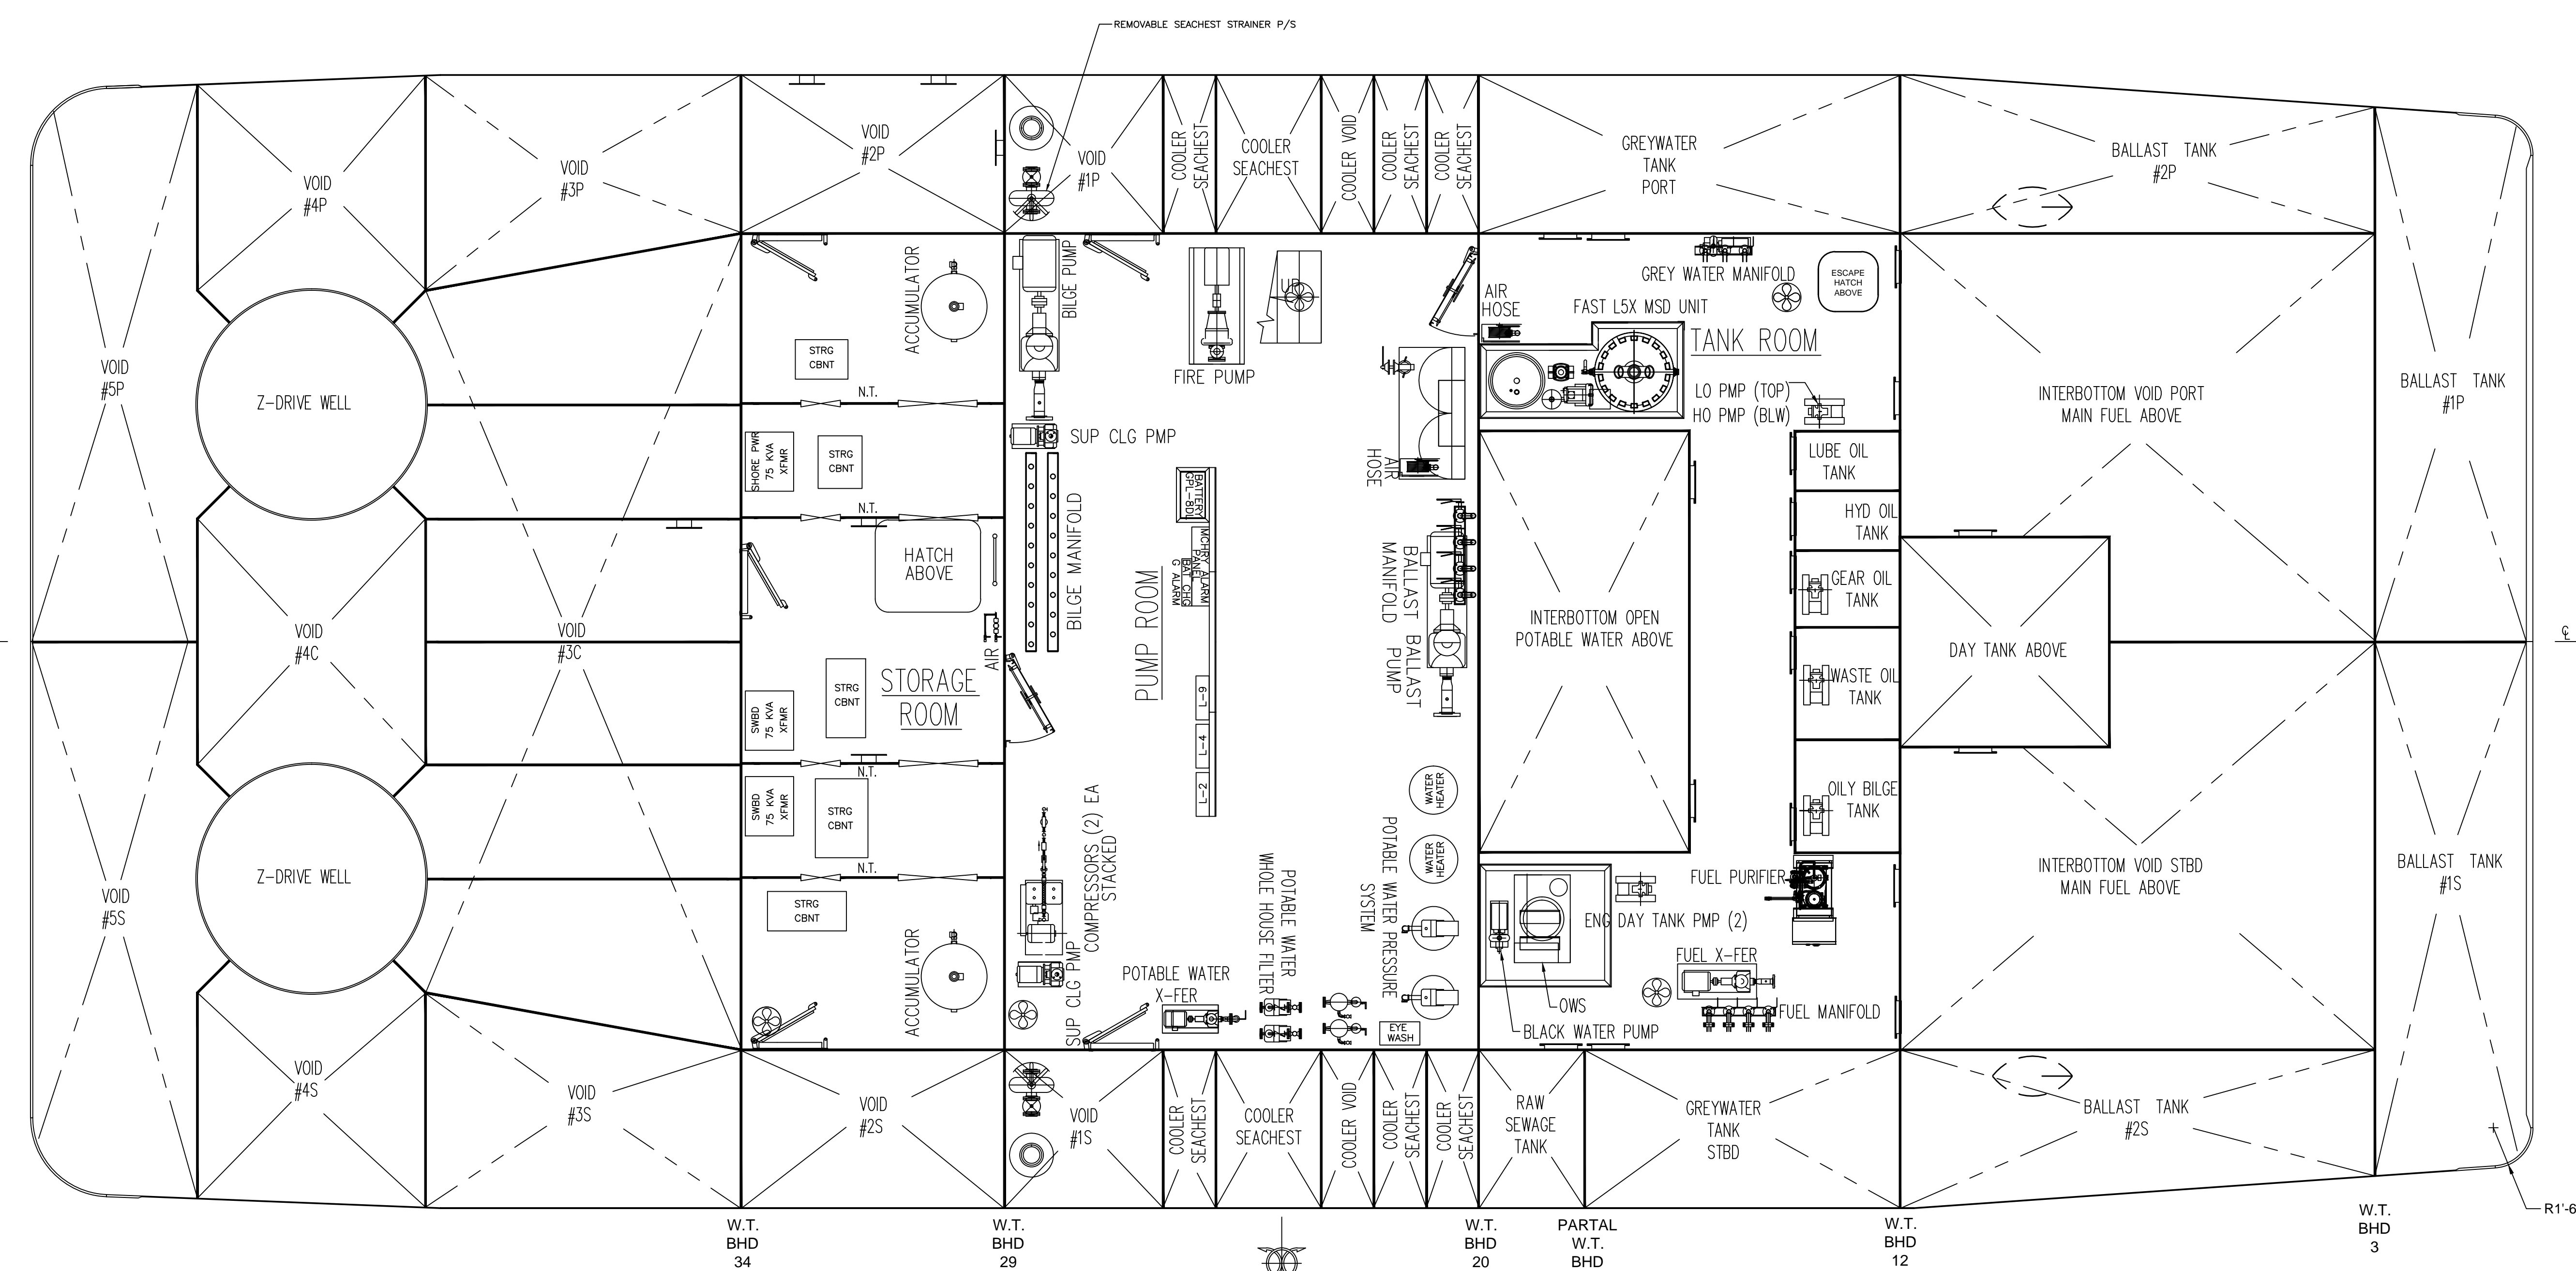 REMOVABLE SEACHEST STRAINER P/S
VOID
#5P
VOID
#4P
VOID
#3P
VOID
#2P
VOID
#1P
COOLER
SEACHEST
COOLER
SEACHEST
COOLER VOID
COOLER
SEACHEST
COOLER
SEACHEST
GREYWATER
TANK
PORT
BALLAST TANK
#2P
BALLAST TANK
#1P
Z-DRIVE WELL
VOID
#4C
VOID
#3C
Z-DRIVE WELL
ACCUMULATOR
STRG
CBNT
N.T.
SHORE PWR
75 KVA
XFMR
STRG
CBNT
N.T.
HATCH
ABOVE
AIR
STORAGE
ROOM
STRG
CBNT
SWBD
75 KVA
XFMR
N.T.
SWBD
75 KVA
XFMR
STRG
CBNT
N.T.
STRG
CBNT
ACCUMULATOR
BILGE PUMP
SUP CLG PMP
BILGE MANIFOLD
FIRE PUMP
UP
PUMP ROOM
BATTERY
GPL-8DL
MCHRY ALARM
PANEL
BAT CHG
G ALARM
L-9
L-4
L-2
AIR
HOSE
BALLAST
MANIFOLD
BALLAST
PUMP
COMPRESSORS (2) EA
STACKED
SUP CLG PMP
POTABLE WATER
X-FER
POTABLE WATER
WHOLE HOUSE FILTER
WATER
HEATER
WATER
HEATER
POTABLE WATER PRESSURE
SYSTEM
EYE
WASH
AIR
HOSE
FAST L5X MSD UNIT
GREY WATER MANIFOLD
ESCAPE
HATCH
ABOVE
TANK ROOM
LO PMP (TOP)
HO PMP (BLW)
LUBE OIL
TANK
HYD OIL
TANK
GEAR OIL
TANK
WASTE OIL
TANK
OILY BILGE
TANK
INTERBOTTOM OPEN
POTABLE WATER ABOVE
FUEL PURIFIER
ENG DAY TANK PMP (2)
FUEL X-FER
FUEL MANIFOLD
OWS
BLACK WATER PUMP
INTERBOTTOM VOID PORT
MAIN FUEL ABOVE
DAY TANK ABOVE
INTERBOTTOM VOID STBD
MAIN FUEL ABOVE
℄
VOID
#5S
VOID
#4S
VOID
#3S
VOID
#2S
VOID
#1S
COOLER
SEACHEST
COOLER
SEACHEST
COOLER VOID
COOLER
SEACHEST
COOLER
SEACHEST
RAW
SEWAGE
TANK
GREYWATER
TANK
STBD
BALLAST TANK
#2S
BALLAST TANK
#1S
R1'-6
W.T.
BHD
34
W.T.
BHD
29
W.T.
BHD
20
PARTAL
W.T.
BHD
W.T.
BHD
12
W.T.
BHD
3